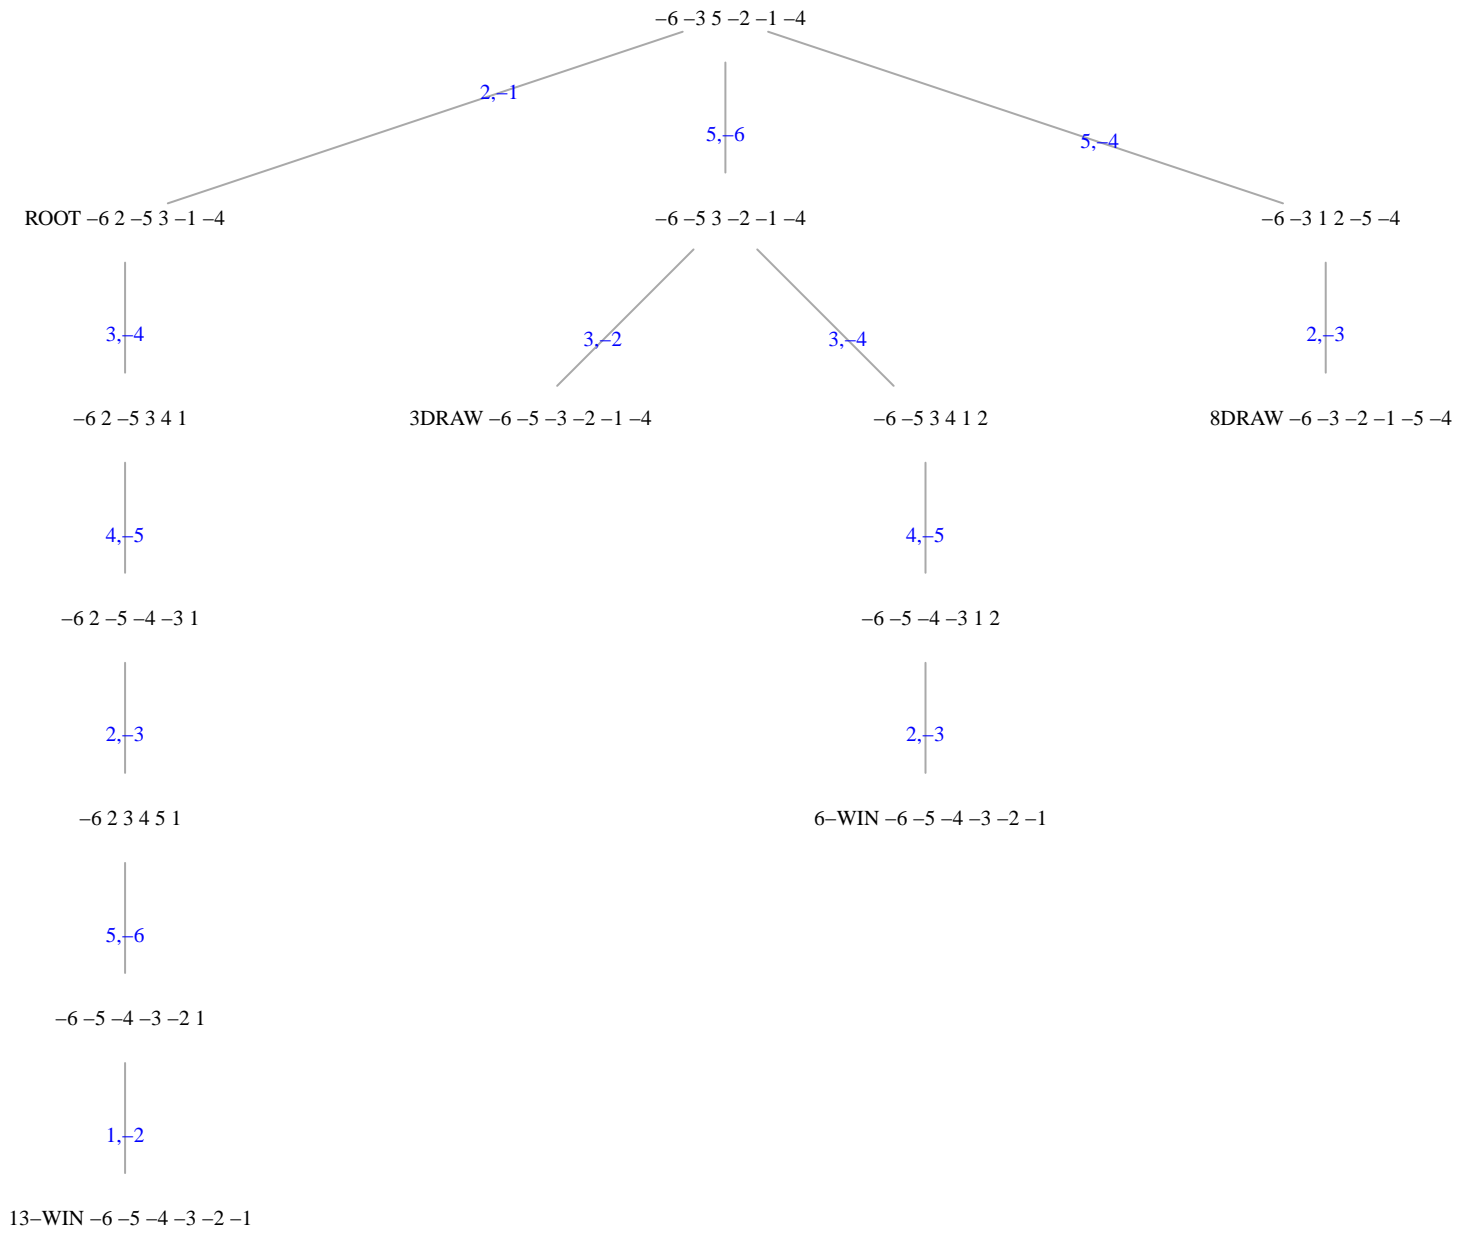 –6 –3 5 –2 –1 –4
2,–1
5,–6
5,–4
ROOT –6 2 –5 3 –1 –4
–6 –5 3 –2 –1 –4
–6 –3 1 2 –5 –4
3,–4
3,–2
3,–4
2,–3
–6 2 –5 3 4 1
3DRAW –6 –5 –3 –2 –1 –4
–6 –5 3 4 1 2
8DRAW –6 –3 –2 –1 –5 –4
4,–5
4,–5
–6 2 –5 –4 –3 1
–6 –5 –4 –3 1 2
2,–3
2,–3
–6 2 3 4 5 1
6–WIN –6 –5 –4 –3 –2 –1
5,–6
–6 –5 –4 –3 –2 1
1,–2
13–WIN –6 –5 –4 –3 –2 –1